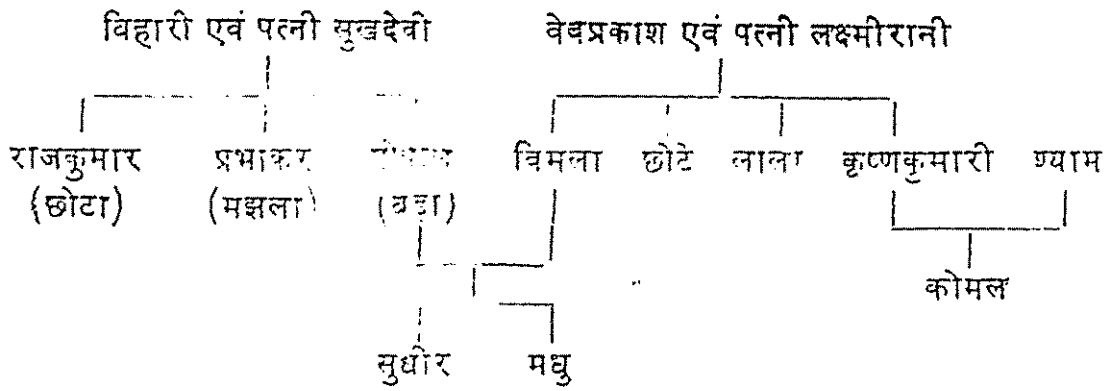 विहारी एवं पत्नी सुखदेवी वेदप्रकाश एवं पत्नी लक्ष्मीरानी
राजकुमार प्रभाकर विमला छोटे लाला कृष्णकुमारी श्याम
(छोटा) (मझला) (बड़ा)
कोमल
सुधीर मधु